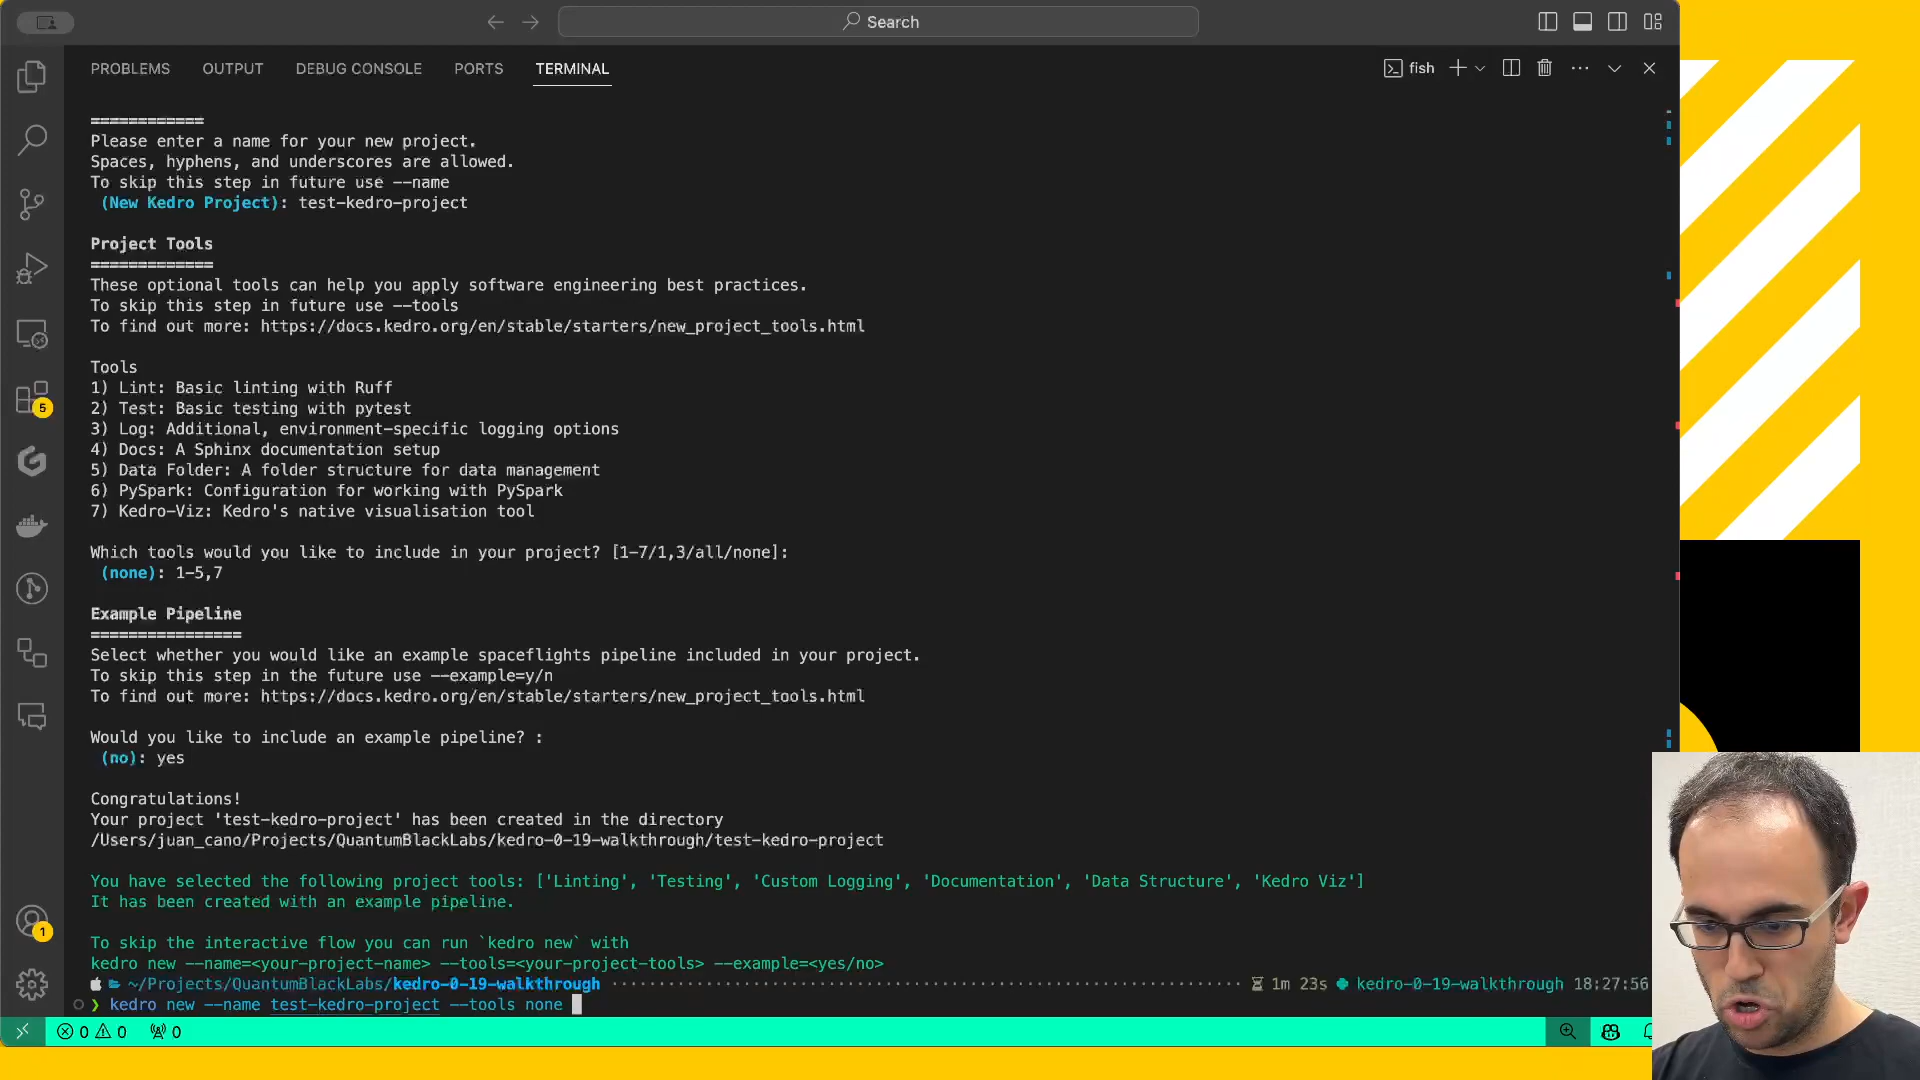 Search
PROBLEMS OUTPUT DEBUG CONSOLE PORTS TERMINAL fish
============
Please enter a name for your new project.
Spaces, hyphens, and underscores are allowed.
To skip this step in future use --name
(New Kedro Project): test-kedro-project
Project Tools
=============
These optional tools can help you apply software engineering best practices.
To skip this step in future use --tools
To find out more: https://docs.kedro.org/en/stable/starters/new_project_tools.html
Tools
1) Lint: Basic linting with Ruff
2) Test: Basic testing with pytest
3) Log: Additional, environment-specific logging options
4) Docs: A Sphinx documentation setup
5) Data Folder: A folder structure for data management
6) PySpark: Configuration for working with PySpark
7) Kedro-Viz: Kedro's native visualisation tool
Which tools would you like to include in your project? [1-7/1,3/all/none]:
(none): 1-5,7
Example Pipeline
================
Select whether you would like an example spaceflights pipeline included in your project.
To skip this step in the future use --example=y/n
To find out more: https://docs.kedro.org/en/stable/starters/new_project_tools.html
Would you like to include an example pipeline? :
(no): yes
Congratulations!
Your project 'test-kedro-project' has been created in the directory
/Users/juan_cano/Projects/QuantumBlackLabs/kedro-0-19-walkthrough/test-kedro-project
You have selected the following project tools: ['Linting', 'Testing', 'Custom Logging', 'Documentation', 'Data Structure', 'Kedro Viz']
It has been created with an example pipeline.
To skip the interactive flow you can run `kedro new` with
kedro new --name=<your-project-name> --tools=<your-project-tools> --example=<yes/no>
~/Projects/QuantumBlackLabs/kedro-0-19-walkthrough 1m 23s kedro-0-19-walkthrough 18:27:56
❯ kedro new --name test-kedro-project --tools none
0 0 0
5
1